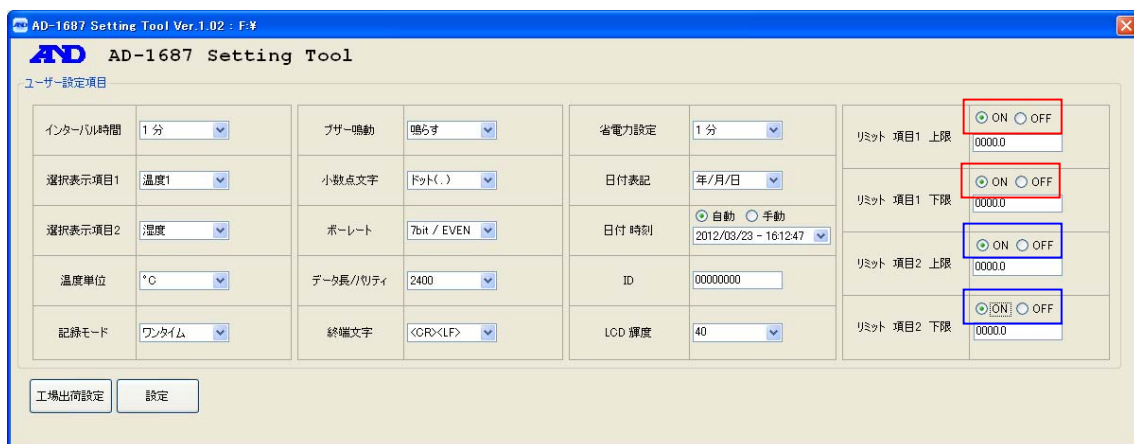 AD-1687 Setting Tool Ver.1.02 : F:¥
AND AD-1687 Setting Tool
ユーザー設定項目
インターバル時間 1 分
選択表示項目1 温度1
選択表示項目2 湿度
温度単位 °C
記録モード ワンタイム
ブザー鳴動 鳴らす
小数点文字 ドット(.)
ボーレート 7bit / EVEN
データ長/パリティ 2400
終端文字 <CR><LF>
省電力設定 1 分
日付表記 年/月/日
日付 時刻 自動 手動
2012/03/23 - 16:12:47
ID 00000000
LCD 輝度 40
リミット 項目1 上限 ON OFF
0000.0
リミット 項目1 下限 ON OFF
0000.0
リミット 項目2 上限 ON OFF
0000.0
リミット 項目2 下限 ON OFF
0000.0
工場出荷設定 設定